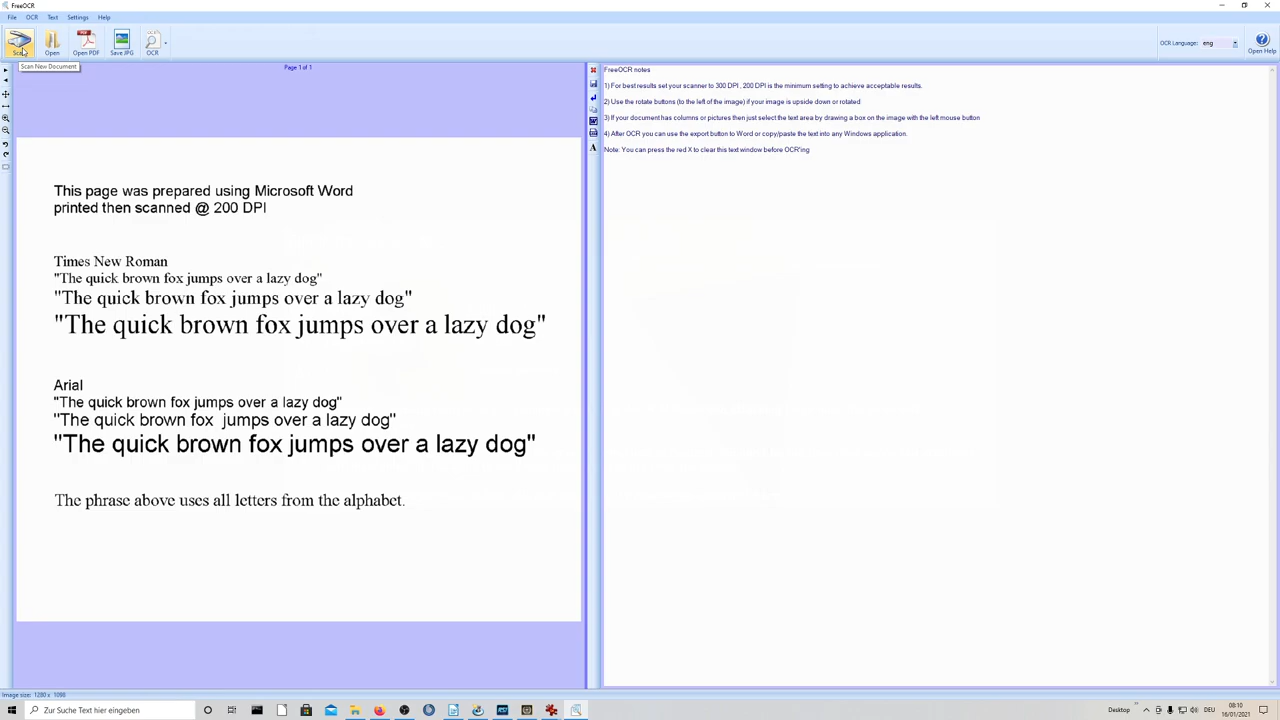 FreeOCR
File OCR Text Settings Help
Scan Open Open PDF Save JPG OCR OCR Language: eng Open Help
Scan New Document
Page 1 of 1
This page was prepared using Microsoft Word
printed then scanned @ 200 DPI
Times New Roman
"The quick brown fox jumps over a lazy dog"
"The quick brown fox jumps over a lazy dog"
"The quick brown fox jumps over a lazy dog"
Arial
"The quick brown fox jumps over a lazy dog"
"The quick brown fox jumps over a lazy dog"
"The quick brown fox jumps over a lazy dog"
The phrase above uses all letters from the alphabet.
FreeOCR notes
1) For best results set your scanner to 300 DPI , 200 DPI is the minimum setting to achieve acceptable results.
2) Use the rotate buttons (to the left of the image) if your image is upside down or rotated
3) If your document has columns or pictures then just select the text area by drawing a box on the image with the left mouse button
4) After OCR you can use the export button to Word or copy/paste the text into any Windows application.
Note: You can press the red X to clear this text window before OCR'ing
A
Image size: 1280 x 1098
Zur Suche Text hier eingeben
Desktop
DEU
08:10
16/01/2021